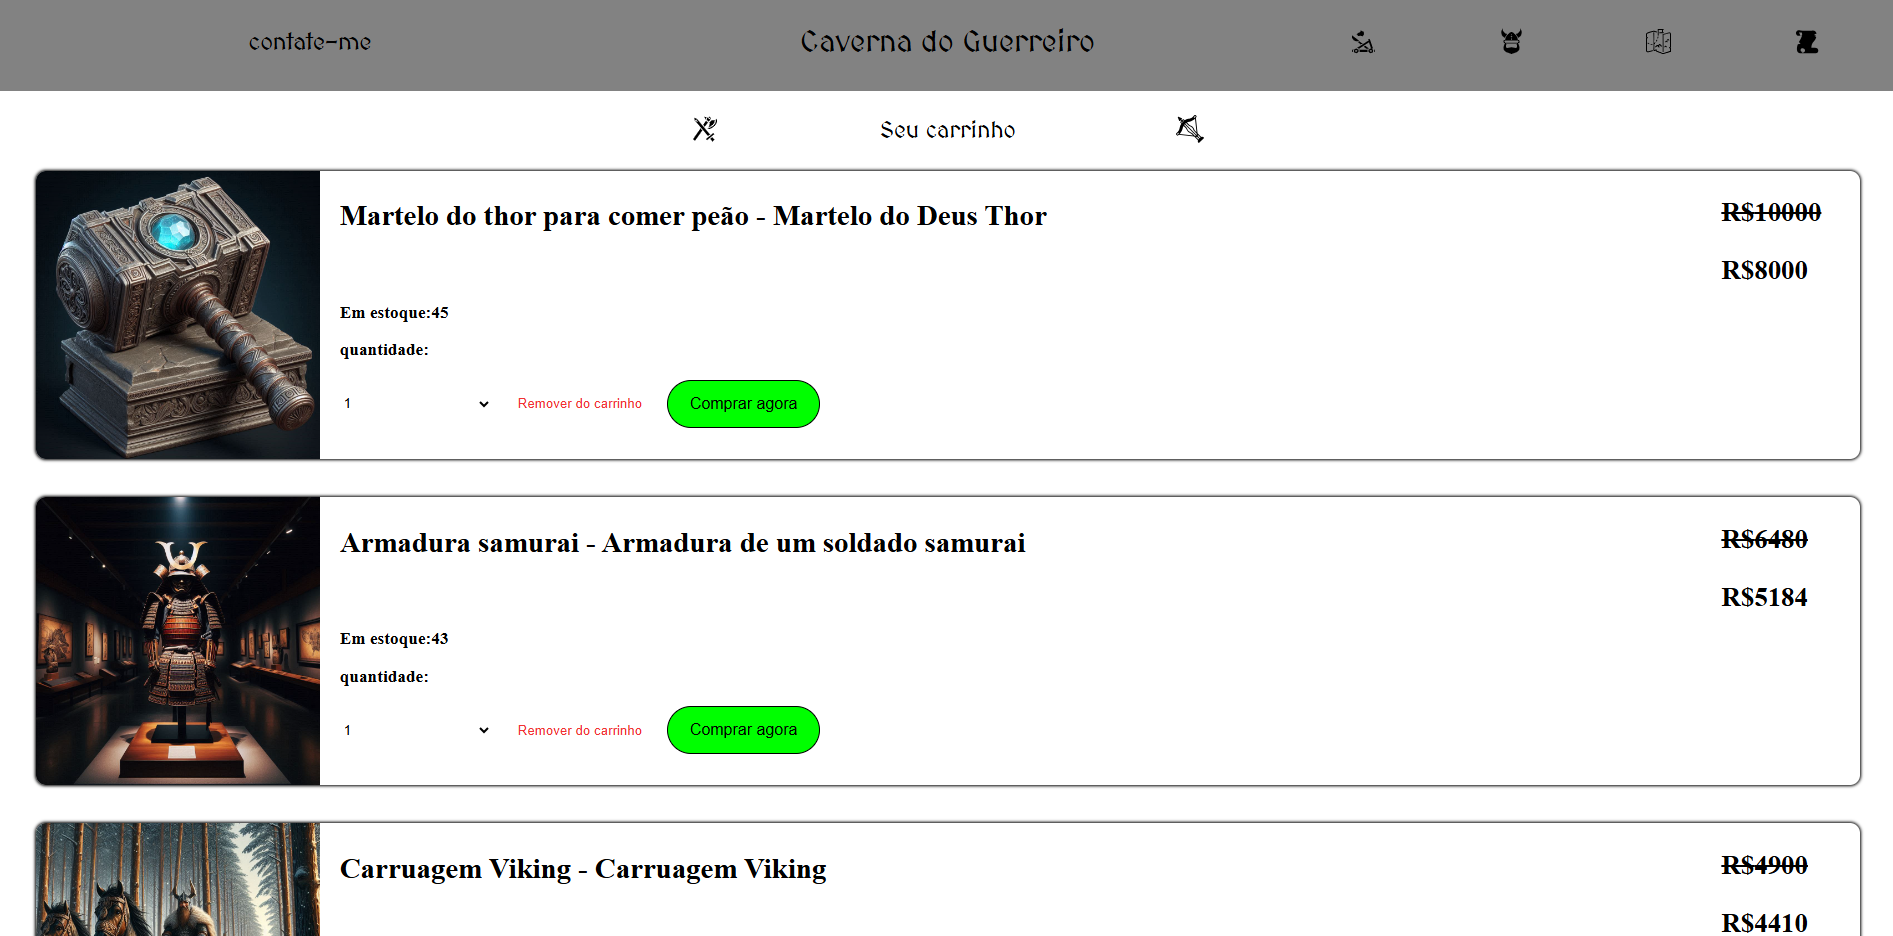 contate-me
Caverna do Guerreiro
Seu carrinho
Martelo do thor para comer peão - Martelo do Deus Thor
R$10000
R$8000
Em estoque:45
quantidade:
1
Remover do carrinho
Comprar agora
Armadura samurai - Armadura de um soldado samurai
R$6480
R$5184
Em estoque:43
quantidade:
1
Remover do carrinho
Comprar agora
Carruagem Viking - Carruagem Viking
R$4900
R$4410